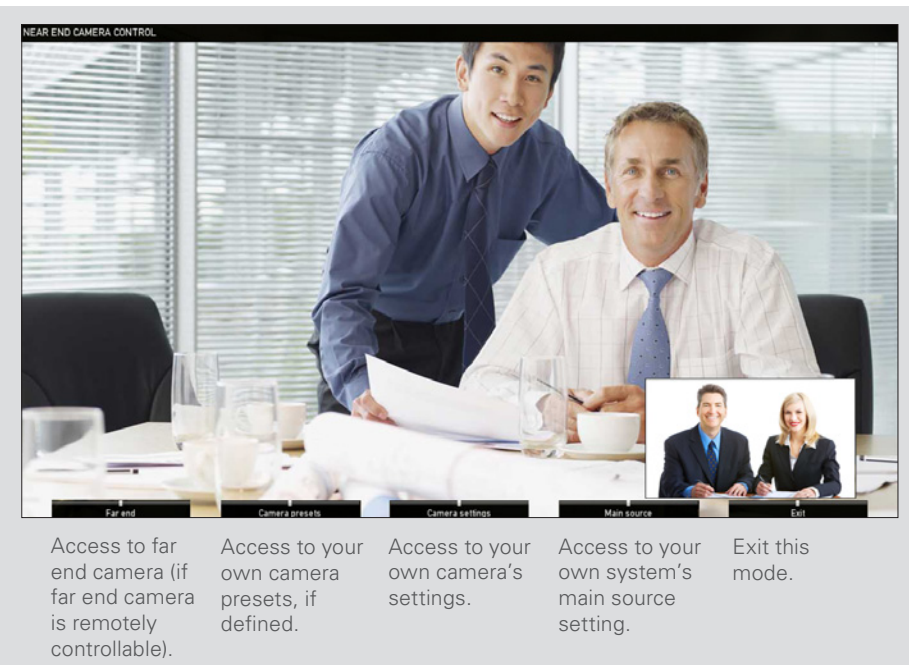 NEAR END CAMERA CONTROL
Far end
Camera presets
Camera settings
Main source
Exit
Access to far
end camera (if
far end camera
is remotely
controllable).
Access to your
own camera
presets, if
defined.
Access to your
own camera's
settings.
Access to your
own system's
main source
setting.
Exit this
mode.